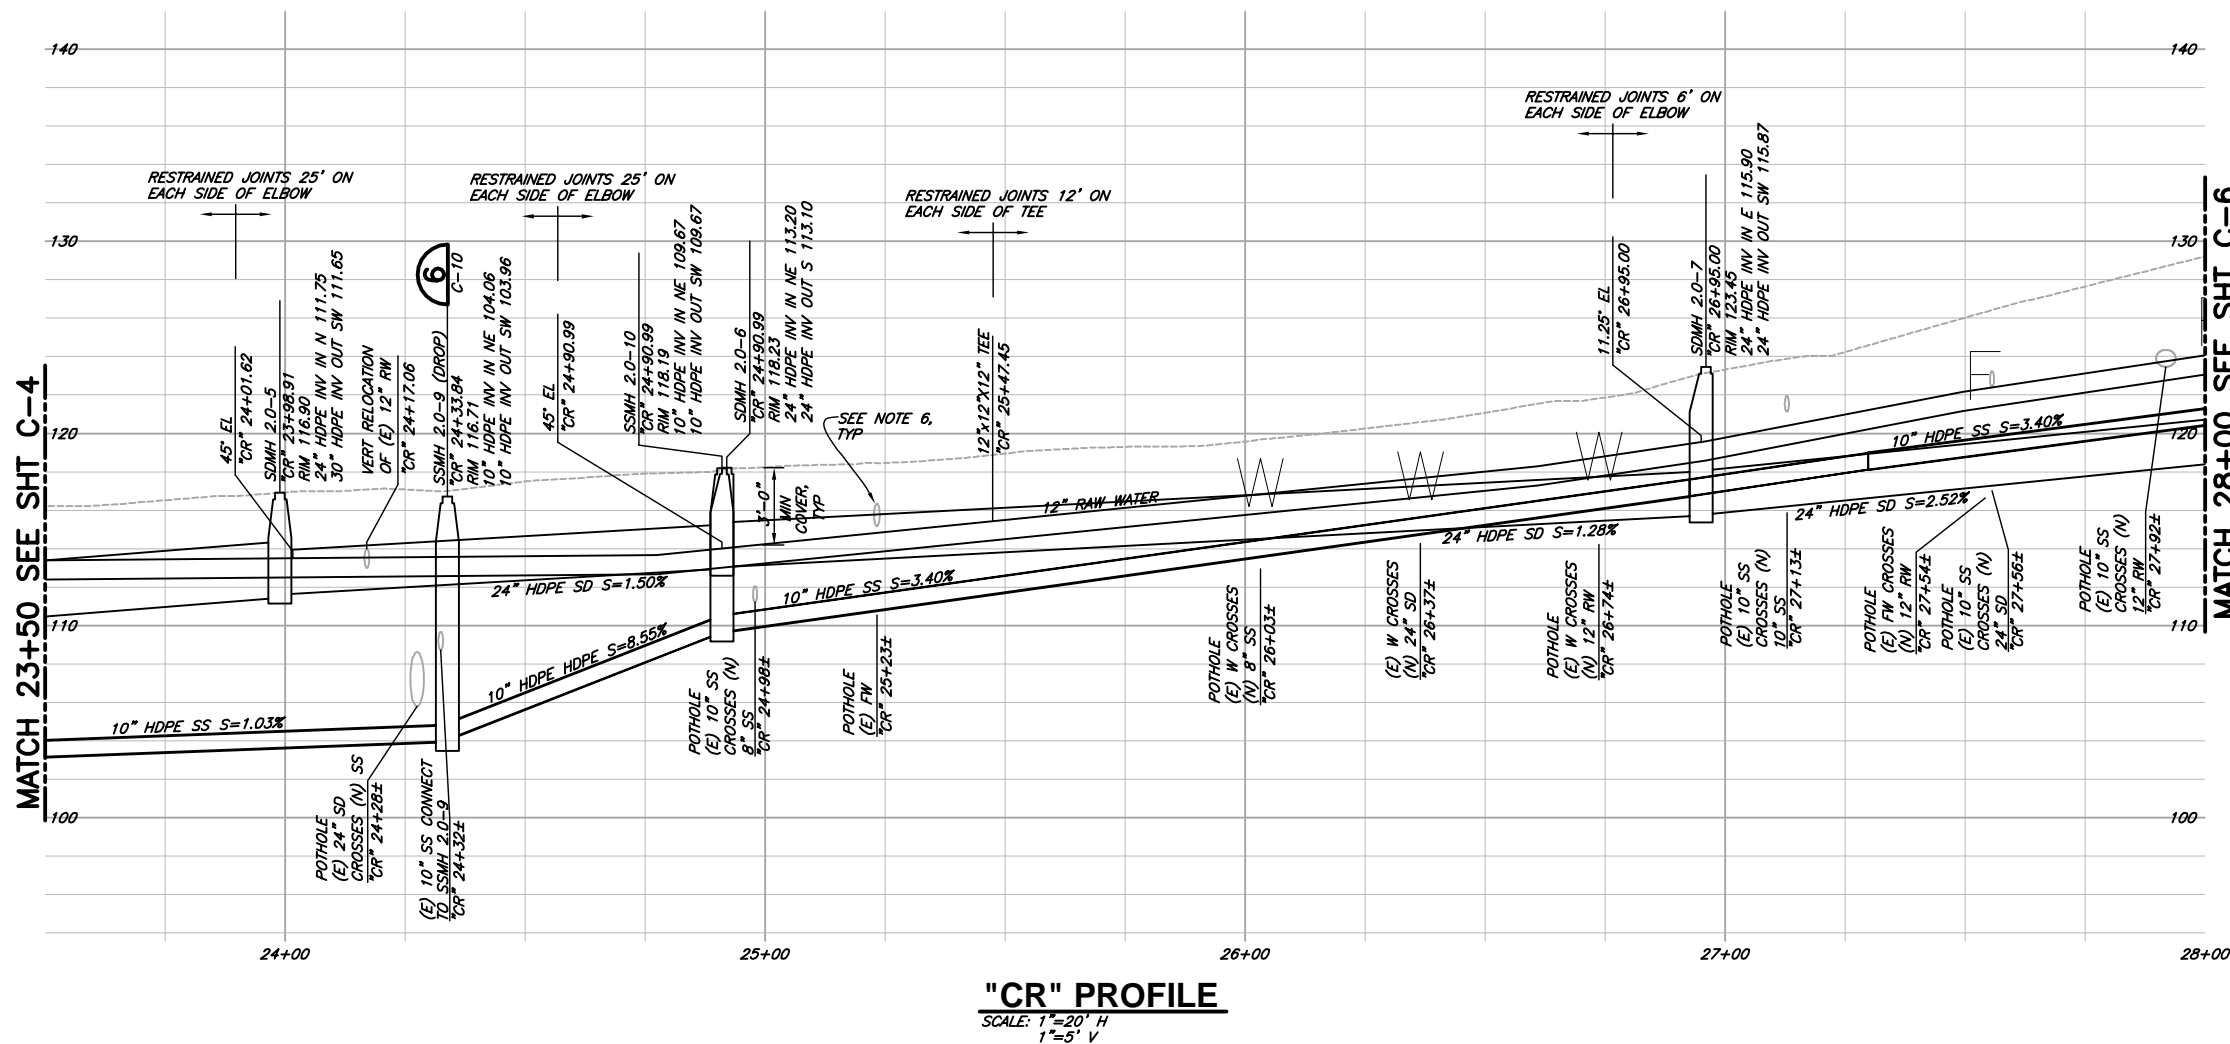 140
140
130
130
120
120
110
110
100
100
MATCH 23+50 SEE SHT C-4
MATCH 28+00 SEE SHT C-6
RESTRAINED JOINTS 25' ON
EACH SIDE OF ELBOW
45° EL
"CR" 24+01.62
SDMH 2.0-5
"CR" 23+98.91
RIM 116.90
24" HDPE INV IN N 111.75
30" HDPE INV OUT SW 111.65
VERT RELOCATION
OF (E) 12" RW
"CR" 24+17.06
6
C-10
SSMH 2.0-9 (DROP)
"CR" 24+33.84
RIM 116.71
10" HDPE INV IN NE 104.06
10" HDPE INV OUT SW 103.96
RESTRAINED JOINTS 25' ON
EACH SIDE OF ELBOW
45° EL
"CR" 24+90.99
SSMH 2.0-10
"CR" 24+90.99
RIM 118.19
10" HDPE INV IN NE 109.67
10" HDPE INV OUT SW 109.67
SDMH 2.0-6
"CR" 24+90.99
RIM 118.23
24" HDPE INV IN NE 113.20
24" HDPE INV OUT S 113.10
3'-0"
MIN
COVER,
TYP
SEE NOTE 6,
TYP
RESTRAINED JOINTS 12' ON
EACH SIDE OF TEE
12"x12"x12" TEE
"CR" 25+47.45
RESTRAINED JOINTS 6' ON
EACH SIDE OF ELBOW
11.25° EL
"CR" 26+95.00
SDMH 2.0-7
"CR" 26+95.00
RIM 123.45
24" HDPE INV IN E 115.90
24" HDPE INV OUT SW 115.87
W
W
W
E
12" RAW WATER
10" HDPE SS S=3.40%
24" HDPE SD S=2.52%
24" HDPE SD S=1.28%
24" HDPE SD S=1.50%
10" HDPE SS S=3.40%
10" HDPE HDPE S=8.55%
10" HDPE SS S=1.03%
POTHOLE
(E) 24" SD
CROSSES (N) SS
"CR" 24+28±
(E) 10" SS CONNECT
TO SSMH 2.0-9
"CR" 24+32±
POTHOLE
(E) 10" SS
CROSSES (N)
8" SS
"CR" 24+98±
POTHOLE
(E) FW
"CR" 25+23±
POTHOLE
(E) W CROSSES
(N) 8" SS
"CR" 26+03±
(E) W CROSSES
(N) 24" SD
"CR" 26+37±
POTHOLE
(E) W CROSSES
(N) 12" RW
"CR" 26+74±
POTHOLE
(E) 10" SS
CROSSES (N)
10" SS
"CR" 27+13±
POTHOLE
(E) FW CROSSES
(N) 12" RW
"CR" 27+54±
POTHOLE
(E) 10" SS
CROSSES (N)
24" SD
"CR" 27+56±
POTHOLE
(E) 10" SS
CROSSES (N)
12" RW
"CR" 27+92±
24+00
25+00
26+00
27+00
28+00
"CR" PROFILE
SCALE: 1"=20' H
1"=5' V